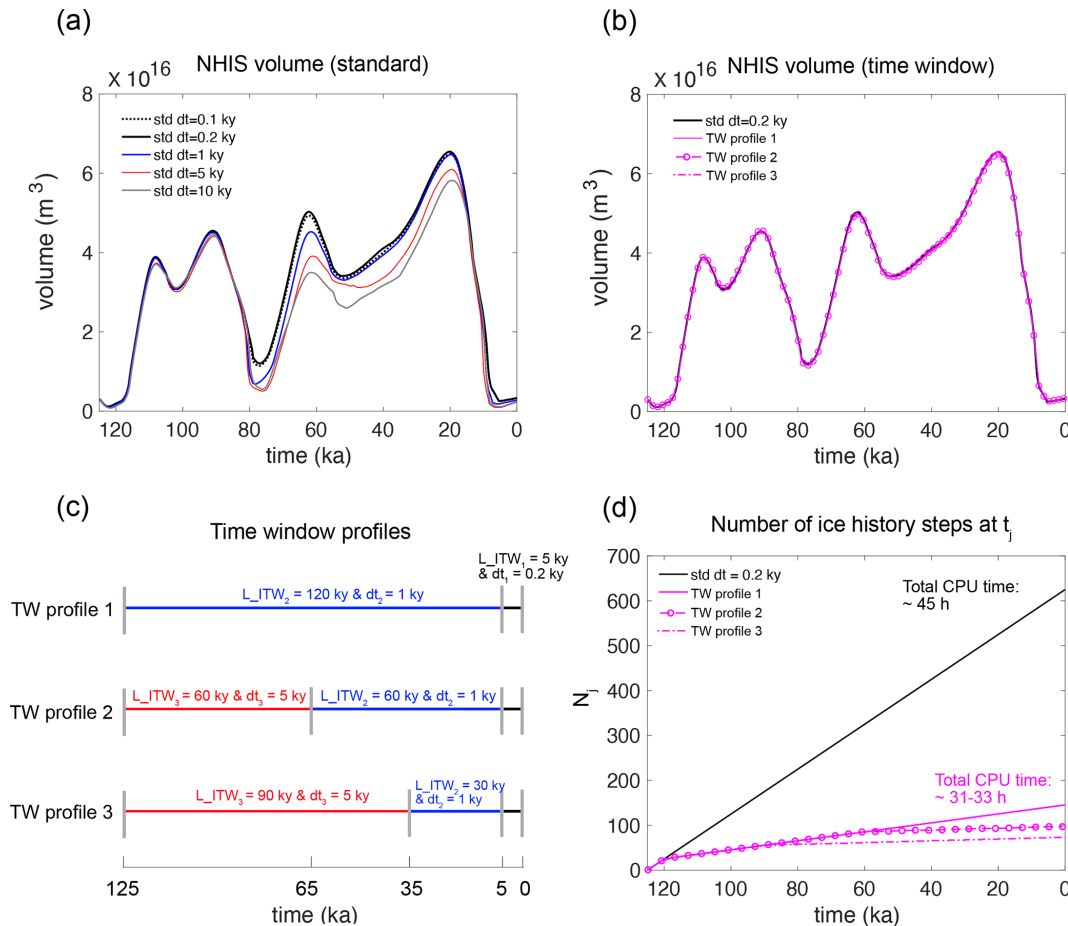 (a)
NHIS volume (standard)
X 10¹⁶
8
6
4
2
0
volume (m³)
std dt=0.1 ky
std dt=0.2 ky
std dt=1 ky
std dt=5 ky
std dt=10 ky
120 100 80 60 40 20 0
time (ka)
(b)
NHIS volume (time window)
X 10¹⁶
8
6
4
2
0
volume (m³)
std dt=0.2 ky
TW profile 1
TW profile 2
TW profile 3
120 100 80 60 40 20 0
time (ka)
(c)
Time window profiles
L_ITW₁ = 5 ky
& dt₁ = 0.2 ky
TW profile 1
L_ITW₂ = 120 ky & dt₂ = 1 ky
TW profile 2
L_ITW₃ = 60 ky & dt₃ = 5 ky
L_ITW₂ = 60 ky & dt₂ = 1 ky
TW profile 3
L_ITW₃ = 90 ky & dt₃ = 5 ky
L_ITW₂ = 30 ky
& dt₂ = 1 ky
125 65 35 5 0
time (ka)
(d)
Number of ice history steps at tⱼ
700
600
500
400
300
200
100
0
N_j
std dt = 0.2 ky
TW profile 1
TW profile 2
TW profile 3
Total CPU time:
~ 45 h
Total CPU time:
~ 31-33 h
120 100 80 60 40 20 0
time (ka)